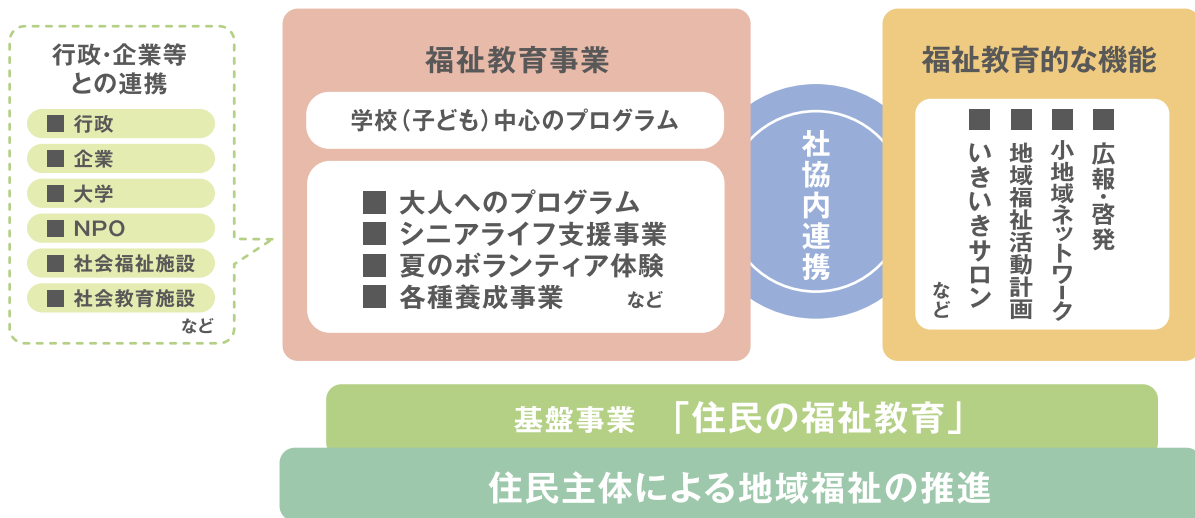 行政・企業等
との連携
■ 行政
■ 企業
■ 大学
■ NPO
■ 社会福祉施設
■ 社会教育施設
など
福祉教育事業
学校（子ども）中心のプログラム
■ 大人へのプログラム
■ シニアライフ支援事業
■ 夏のボランティア体験
■ 各種養成事業 など
社協内連携
福祉教育的な機能
■ 広報・啓発
■ 小地域ネットワーク
■ 地域福祉活動計画
■ いきいきサロン
など
基盤事業 「住民の福祉教育」
住民主体による地域福祉の推進